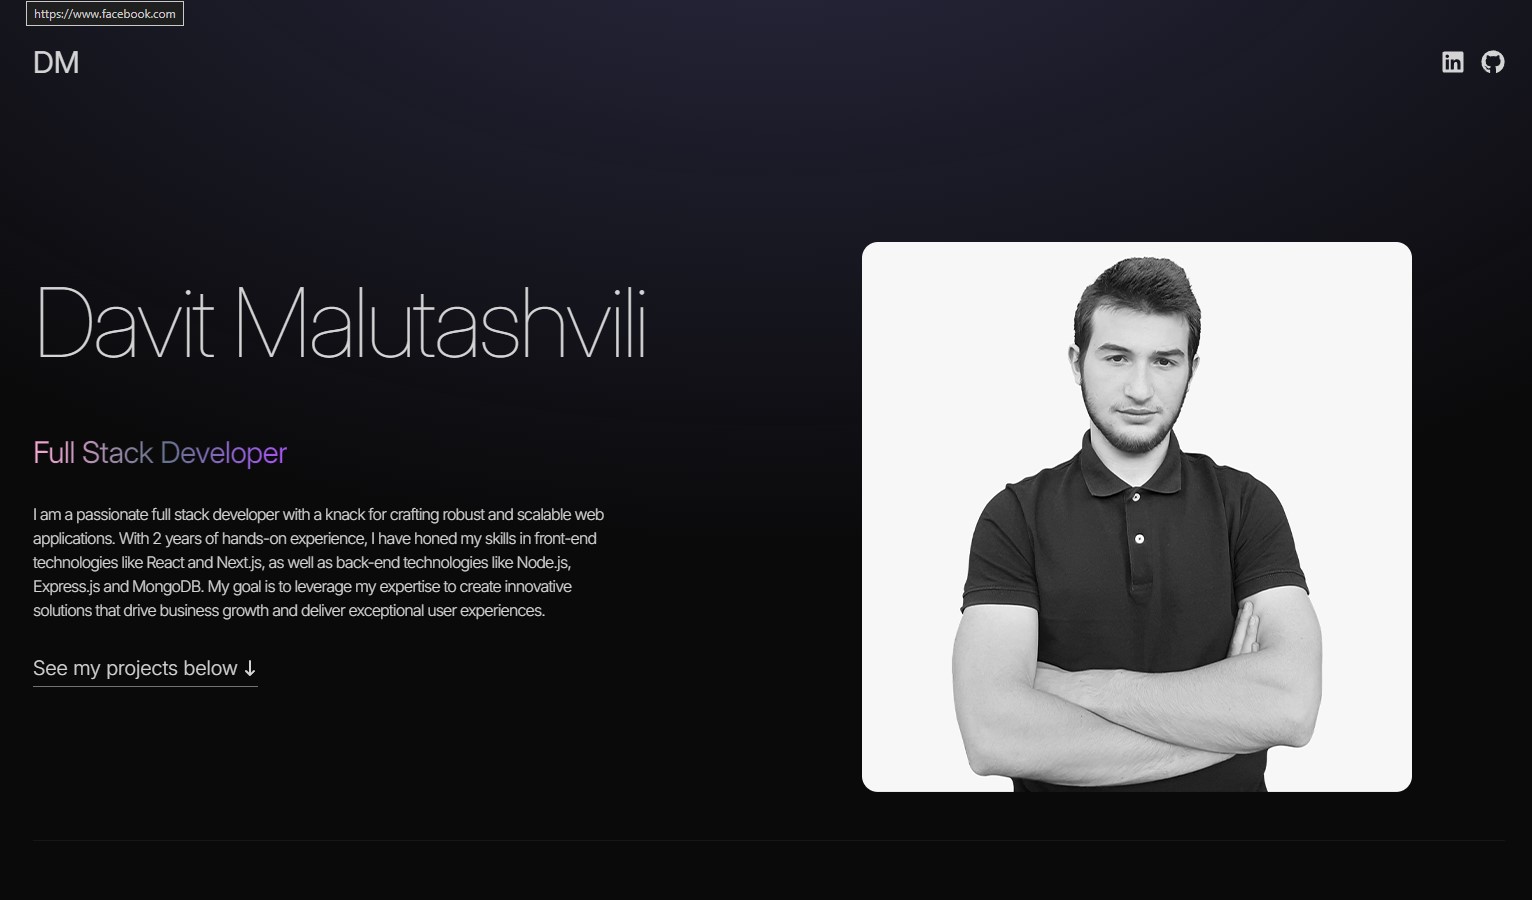 https://www.facebook.com
DM
in
Davit Malutashvili
Full Stack Developer
I am a passionate full stack developer with a knack for crafting robust and scalable web
applications. With 2 years of hands-on experience, I have honed my skills in front-end
technologies like React and Next.js, as well as back-end technologies like Node.js,
Express.js and MongoDB. My goal is to leverage my expertise to create innovative
solutions that drive business growth and deliver exceptional user experiences.
See my projects below ↓